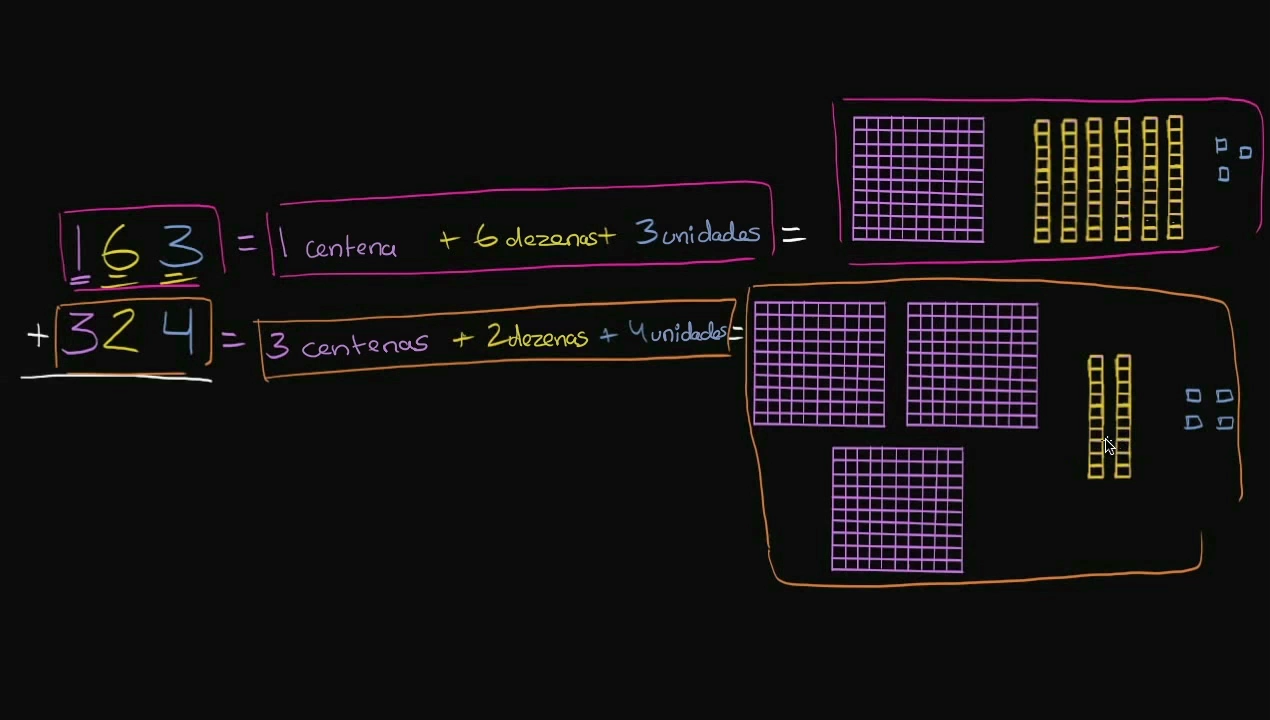 163 = 1 centena + 6 dezenas + 3 unidades =
+ 324 = 3 centenas + 2 dezenas + 4 unidades =